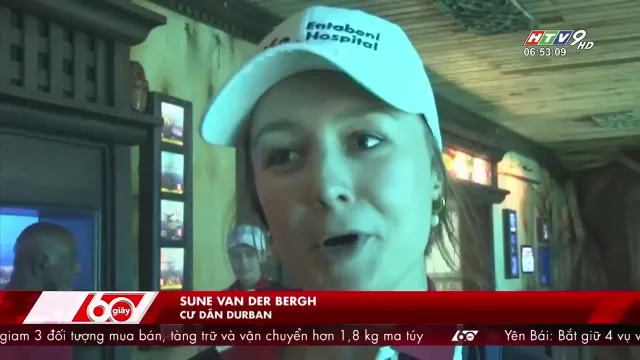 Entabeni
Hospital
HTV9 HD
06:53:09
60 giây
SUNE VAN DER BERGH
CƯ DÂN DURBAN
giam 3 đối tượng mua bán, tàng trữ và vận chuyển hơn 1,8 kg ma túy 60 giây Yên Bái: Bắt giữ 4 vụ v